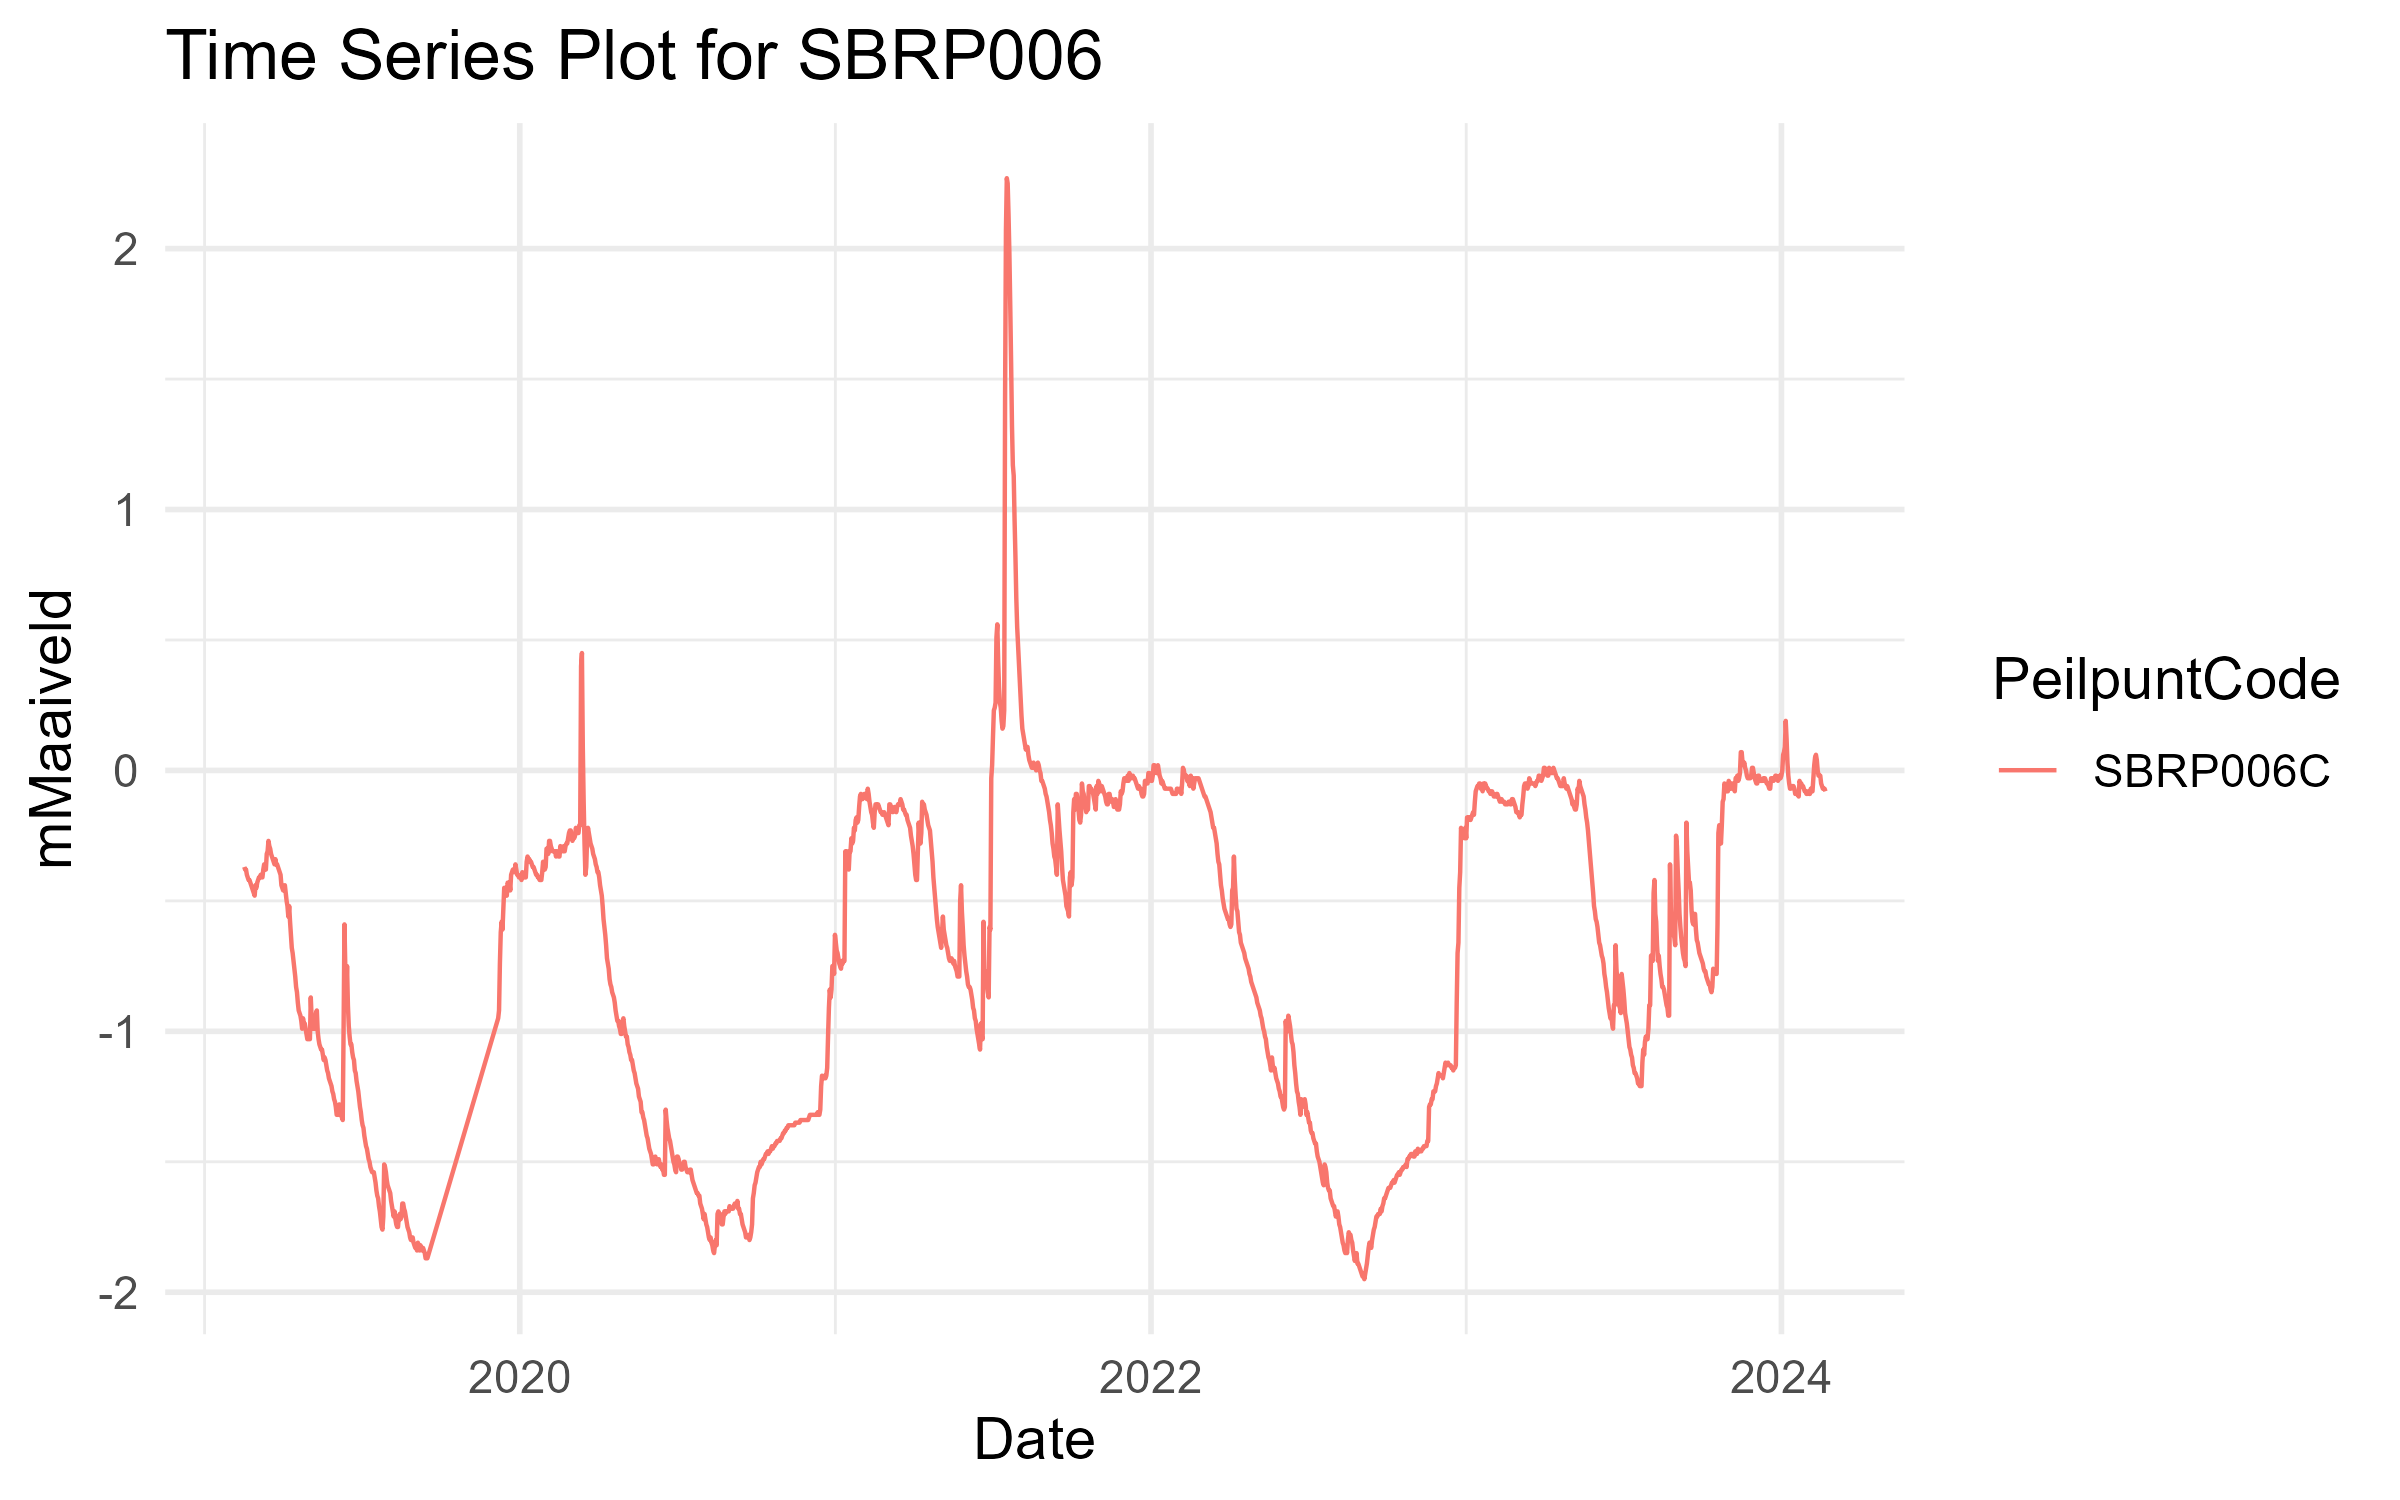 Time Series Plot for SBRP006
mMaaiveld
2
1
0
-1
-2
2020
2022
2024
Date
PeilpuntCode
SBRP006C